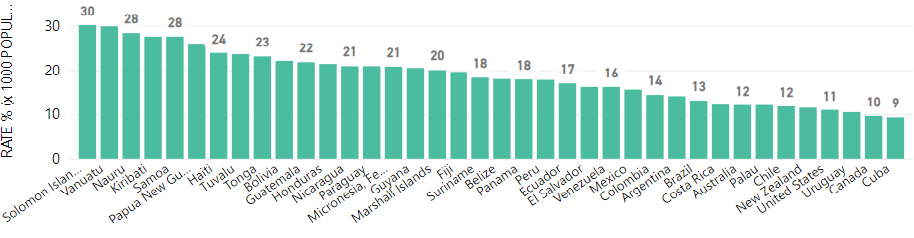 RATE % ıx 1000 POPUL...
30
20
10
0
30
28
28
24
23
22
21
21
20
18
18
17
16
14
13
12
12
11
10
9
Solomon Islan...
Vanuatu
Nauru
Kiribati
Samoa
Papua New Gu...
Haiti
Tuvalu
Tonga
Bolivia
Guatemala
Honduras
Nicaragua
Paraguay
Micronesia, Fe...
Guyana
Marshall Islands
Fiji
Suriname
Belize
Panama
Peru
Ecuador
El Salvador
Venezuela
Mexico
Colombia
Argentina
Brazil
Costa Rica
Australia
Palau
Chile
New Zealand
United States
Uruguay
Canada
Cuba